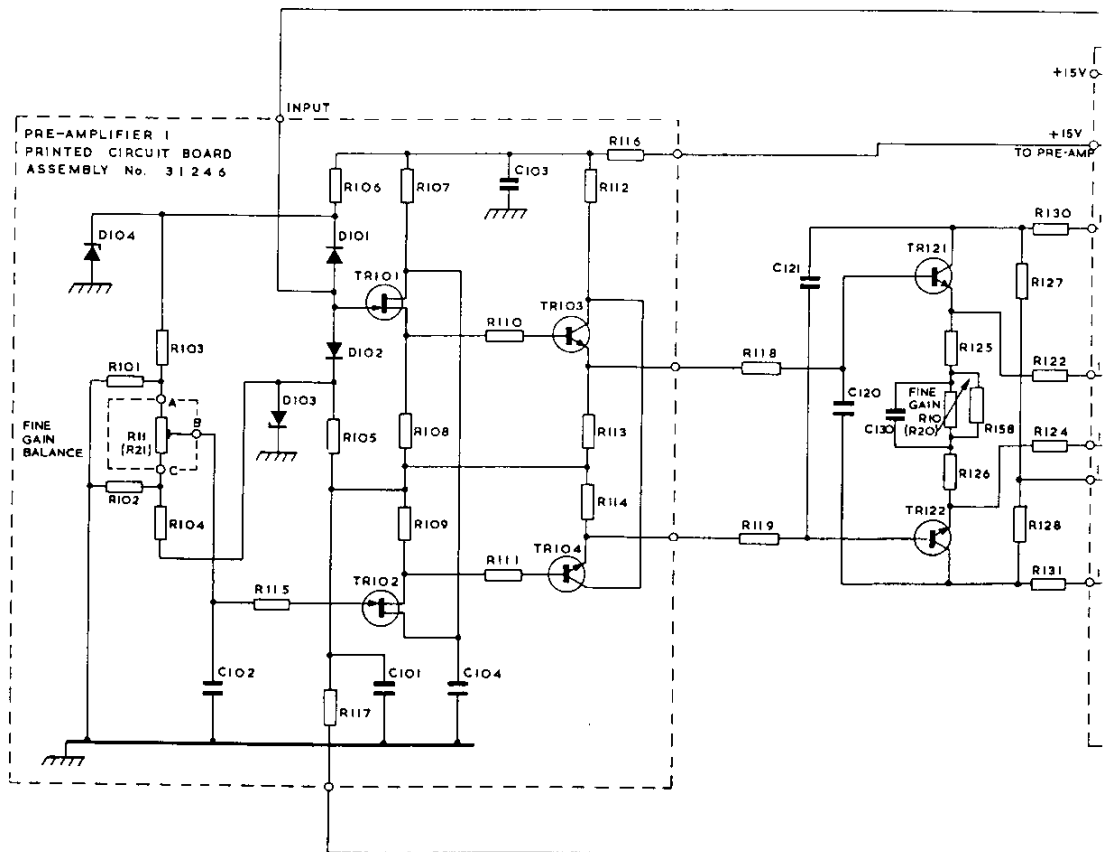 INPUT
PRE-AMPLIFIER I
PRINTED CIRCUIT BOARD
ASSEMBLY No. 31246
+15V
+15V
TO PRE-AMP
R116
C103
R106
R107
R112
D104
D101
TR101
R130
TR121
C121
R127
R103
R110
TR103
R101
D102
R118
R125
R122
A
D103
C120
FINE
GAIN
R10
(R20)
C130
R158
FINE
GAIN
BALANCE
R11
(R21)
B
R105
R108
R113
R124
C
R102
R126
R104
R109
R114
TR122
R128
R119
R111
TR104
R115
TR102
R131
C102
C101
C104
R117